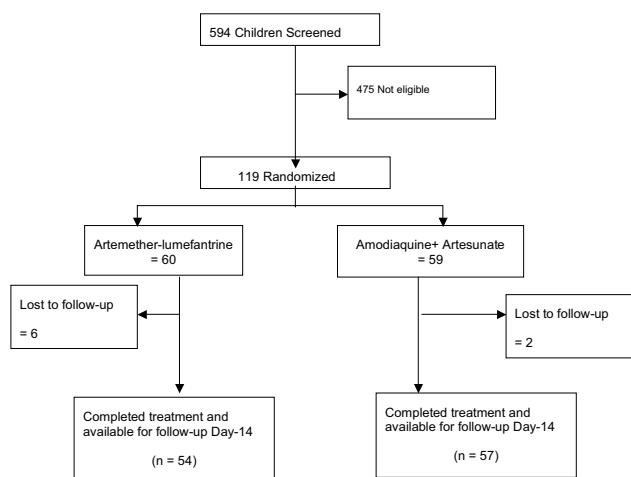 594 Children Screened
475 Not eligible
119 Randomized
Artemether-lumefantrine
= 60
Amodiaquine+ Artesunate
= 59
Lost to follow-up
= 6
Lost to follow-up
= 2
Completed treatment and
available for follow-up Day-14
(n = 54)
Completed treatment and
available for follow-up Day-14
(n = 57)